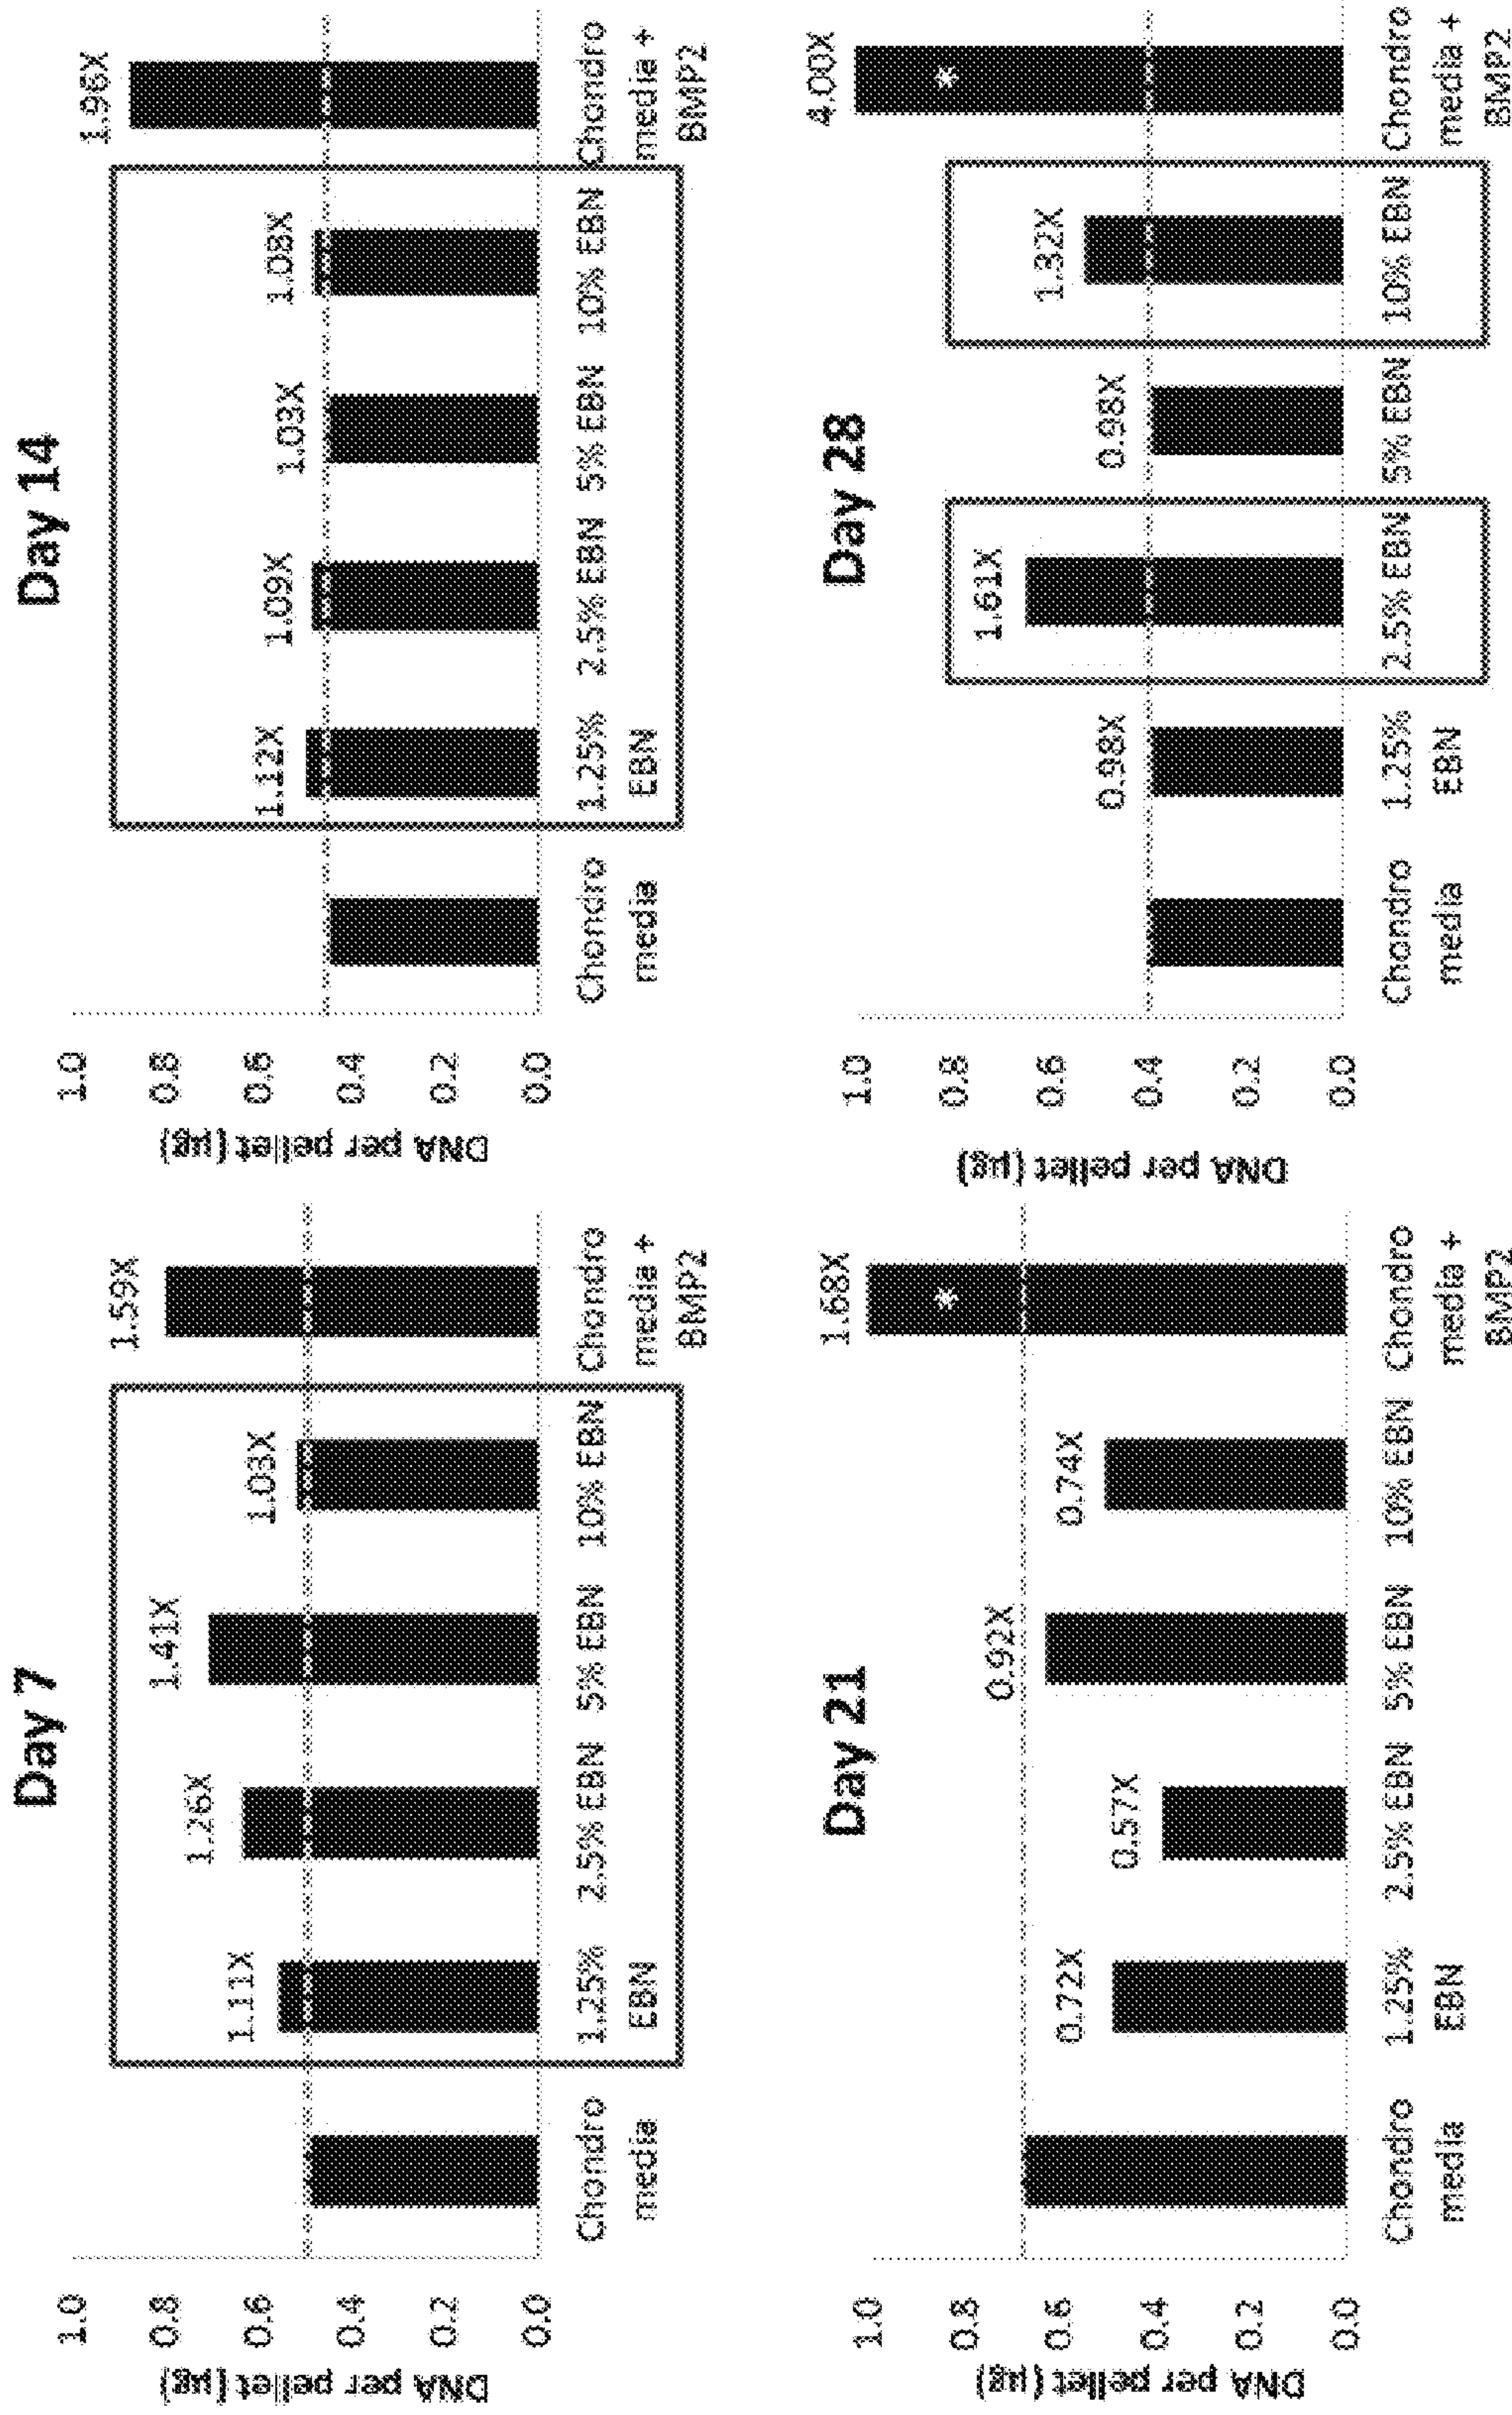 Day 7
DNA per pellet (µg)
1.0
0.8
0.6
0.4
0.2
0.0
1.11X
1.26X
1.41X
1.03X
1.59X
Chondro
media
1.25%
EBN
2.5% EBN
5% EBN
10% EBN
Chondro
media +
BMP2
Day 14
DNA per pellet (µg)
1.0
0.8
0.6
0.4
0.2
0.0
1.12X
1.09X
1.03X
1.08X
1.96X
Chondro
media
1.25%
EBN
2.5% EBN
5% EBN
10% EBN
Chondro
media +
BMP2
Day 21
DNA per pellet (µg)
1.0
0.8
0.6
0.4
0.2
0.0
0.72X
0.57X
0.92X
0.74X
1.68X
*
Chondro
media
1.25%
EBN
2.5% EBN
5% EBN
10% EBN
Chondro
media +
BMP2
Day 28
DNA per pellet (µg)
1.0
0.8
0.6
0.4
0.2
0.0
0.98X
1.61X
0.98X
1.32X
4.00X
*
Chondro
media
1.25%
EBN
2.5% EBN
5% EBN
10% EBN
Chondro
media +
BMP2